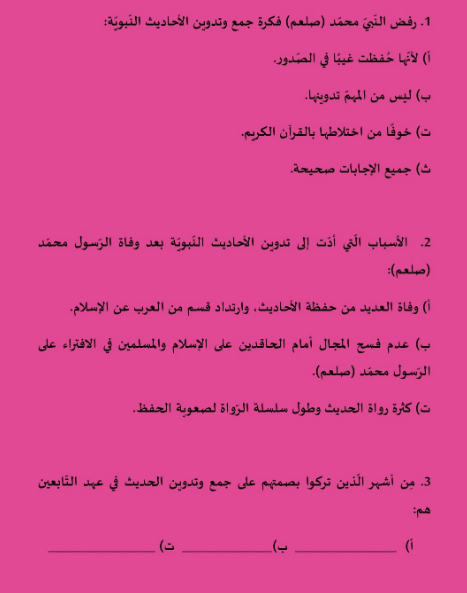 1. رفض النّبيّ محمّد (صلعم) فكرة جمع وتدوين الأحاديث النّبويّة:
أ) لأنّها حُفظت غيبًا في الصّدور.
ب) ليس من المهمّ تدوينها.
ت) خوفًا من اختلاطها بالقرآن الكريم.
ث) جميع الإجابات صحيحة.
2. الأسباب الّتي أدّت إلى تدوين الأحاديث النّبويّة بعد وفاة الرّسول محمّد
(صلعم):
أ) وفاة العديد من حفظة الأحاديث، وارتداد قسم من العرب عن الإسلام.
ب) عدم فسح المجال أمام الحاقدين على الإسلام والمسلمين في الافتراء على
الرّسول محمّد (صلعم).
ت) كثرة رواة الحديث وطول سلسلة الرّواة لصعوبة الحفظ.
3. مِن أشهر الّذين تركوا بصمتهم على جمع وتدوين الحديث في عهد التّابعين
هم:
أ) _______________ ب) _______________ ت) _______________